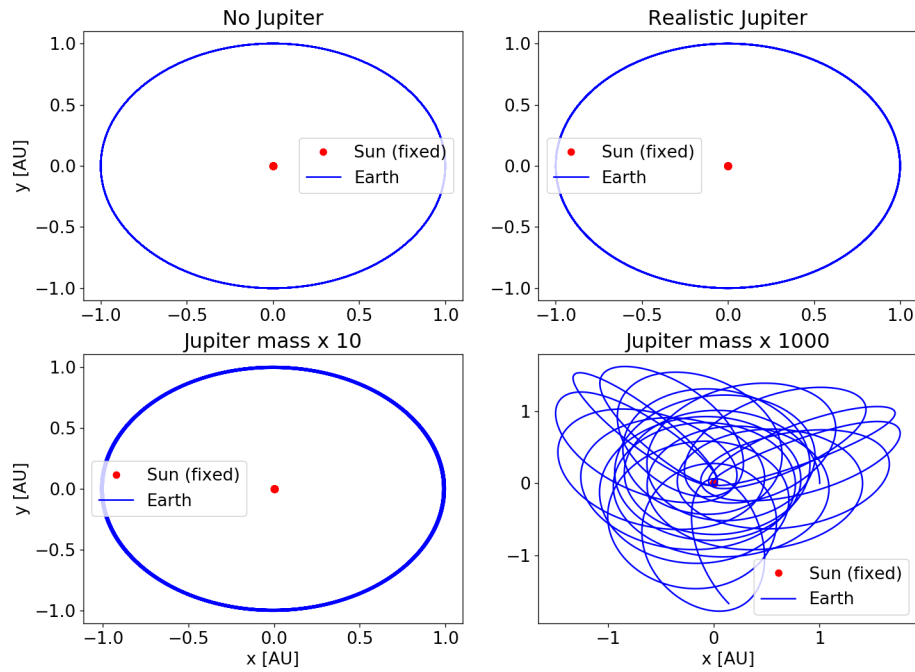 No Jupiter
1.0
0.5
0.0
−0.5
−1.0
y [AU]
−1.0 −0.5 0.0 0.5 1.0
Sun (fixed)
Earth
Realistic Jupiter
1.0
0.5
0.0
−0.5
−1.0
−1.0 −0.5 0.0 0.5 1.0
Sun (fixed)
Earth
Jupiter mass x 10
1.0
0.5
0.0
−0.5
−1.0
y [AU]
−1.0 −0.5 0.0 0.5 1.0
x [AU]
Sun (fixed)
Earth
Jupiter mass x 1000
1
0
−1
−1 0 1
x [AU]
Sun (fixed)
Earth